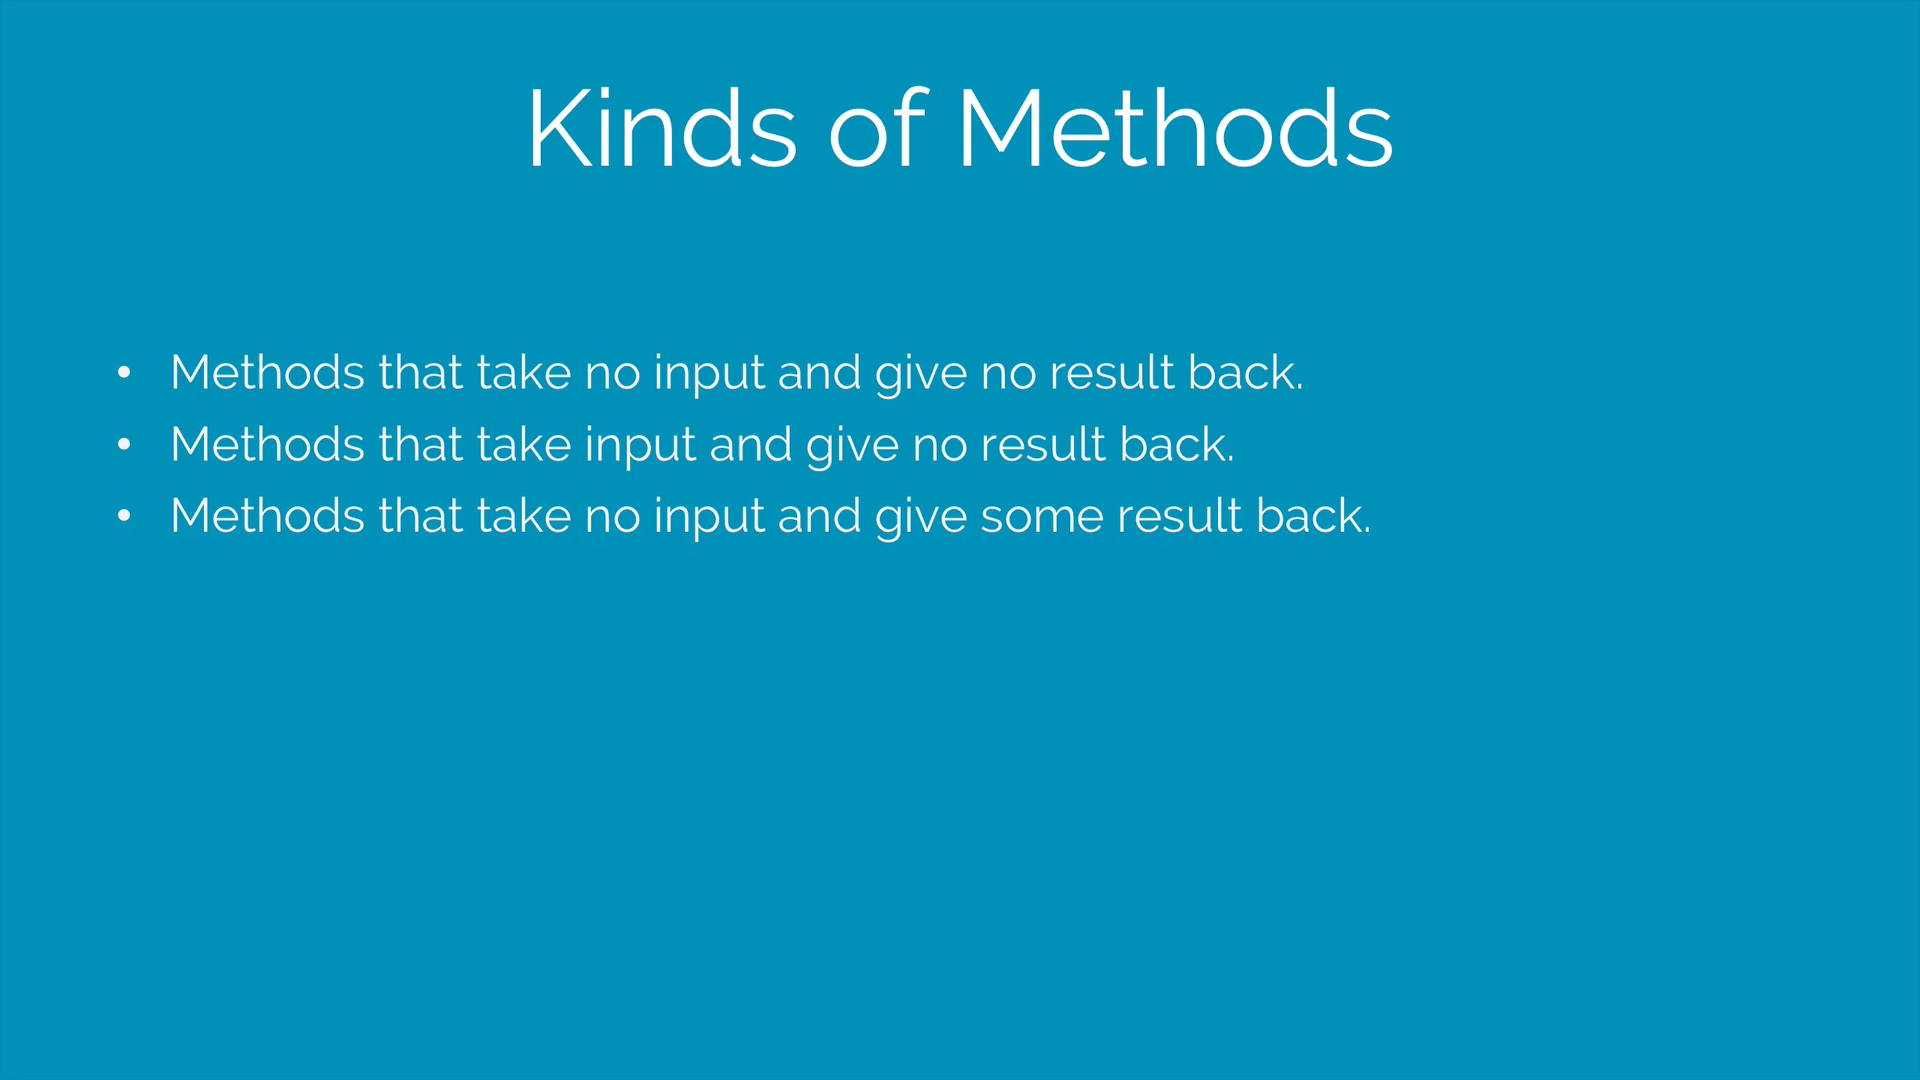 Kinds of Methods
• Methods that take no input and give no result back.
• Methods that take input and give no result back.
• Methods that take no input and give some result back.